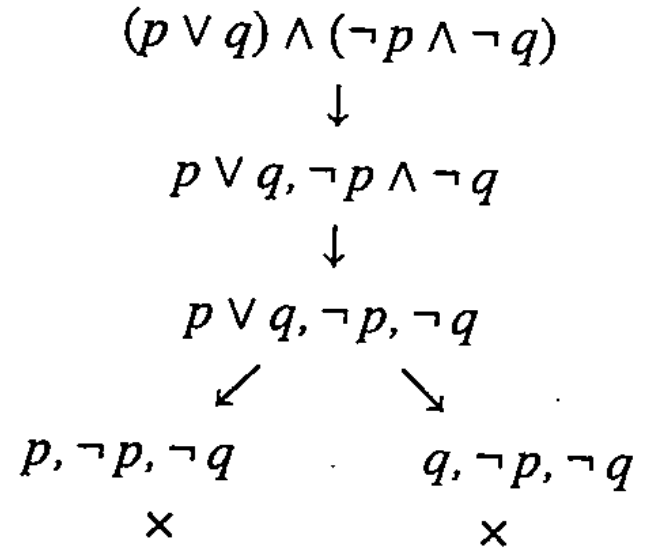 (p ∨ q) ∧ (¬ p ∧ ¬ q)
↓
p ∨ q, ¬ p ∧ ¬ q
↓
p ∨ q, ¬ p, ¬ q
↙ ↘
p, ¬ p, ¬ q q, ¬ p, ¬ q
× ×